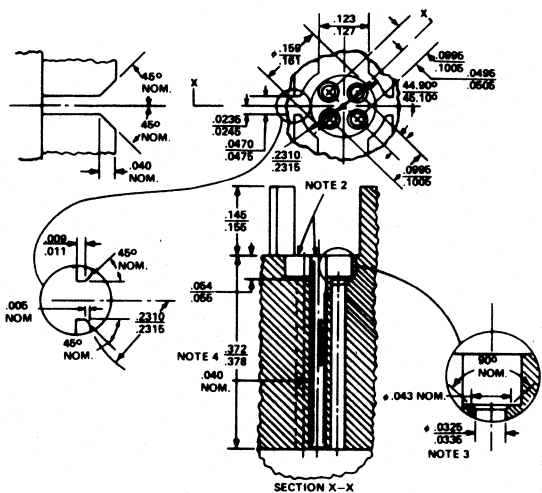 .123
.127
X
ϕ .159
.161
.0995
.1005
.0495
.0505
45° NOM.
X
44.90°
45.10°
45° NOM.
.0235
.0245
.0470
.0475
.040 NOM.
.2310
.2315
.0995
.1005
NOTE 2
.145
.155
.009
.011
45° NOM.
.054
.055
.005 NOM
.2310
.2315
45° NOM.
NOTE 4 .372
.378
.040 NOM.
90° NOM.
ϕ .043 NOM.
ϕ .0325
.0335
NOTE 3
SECTION X-X